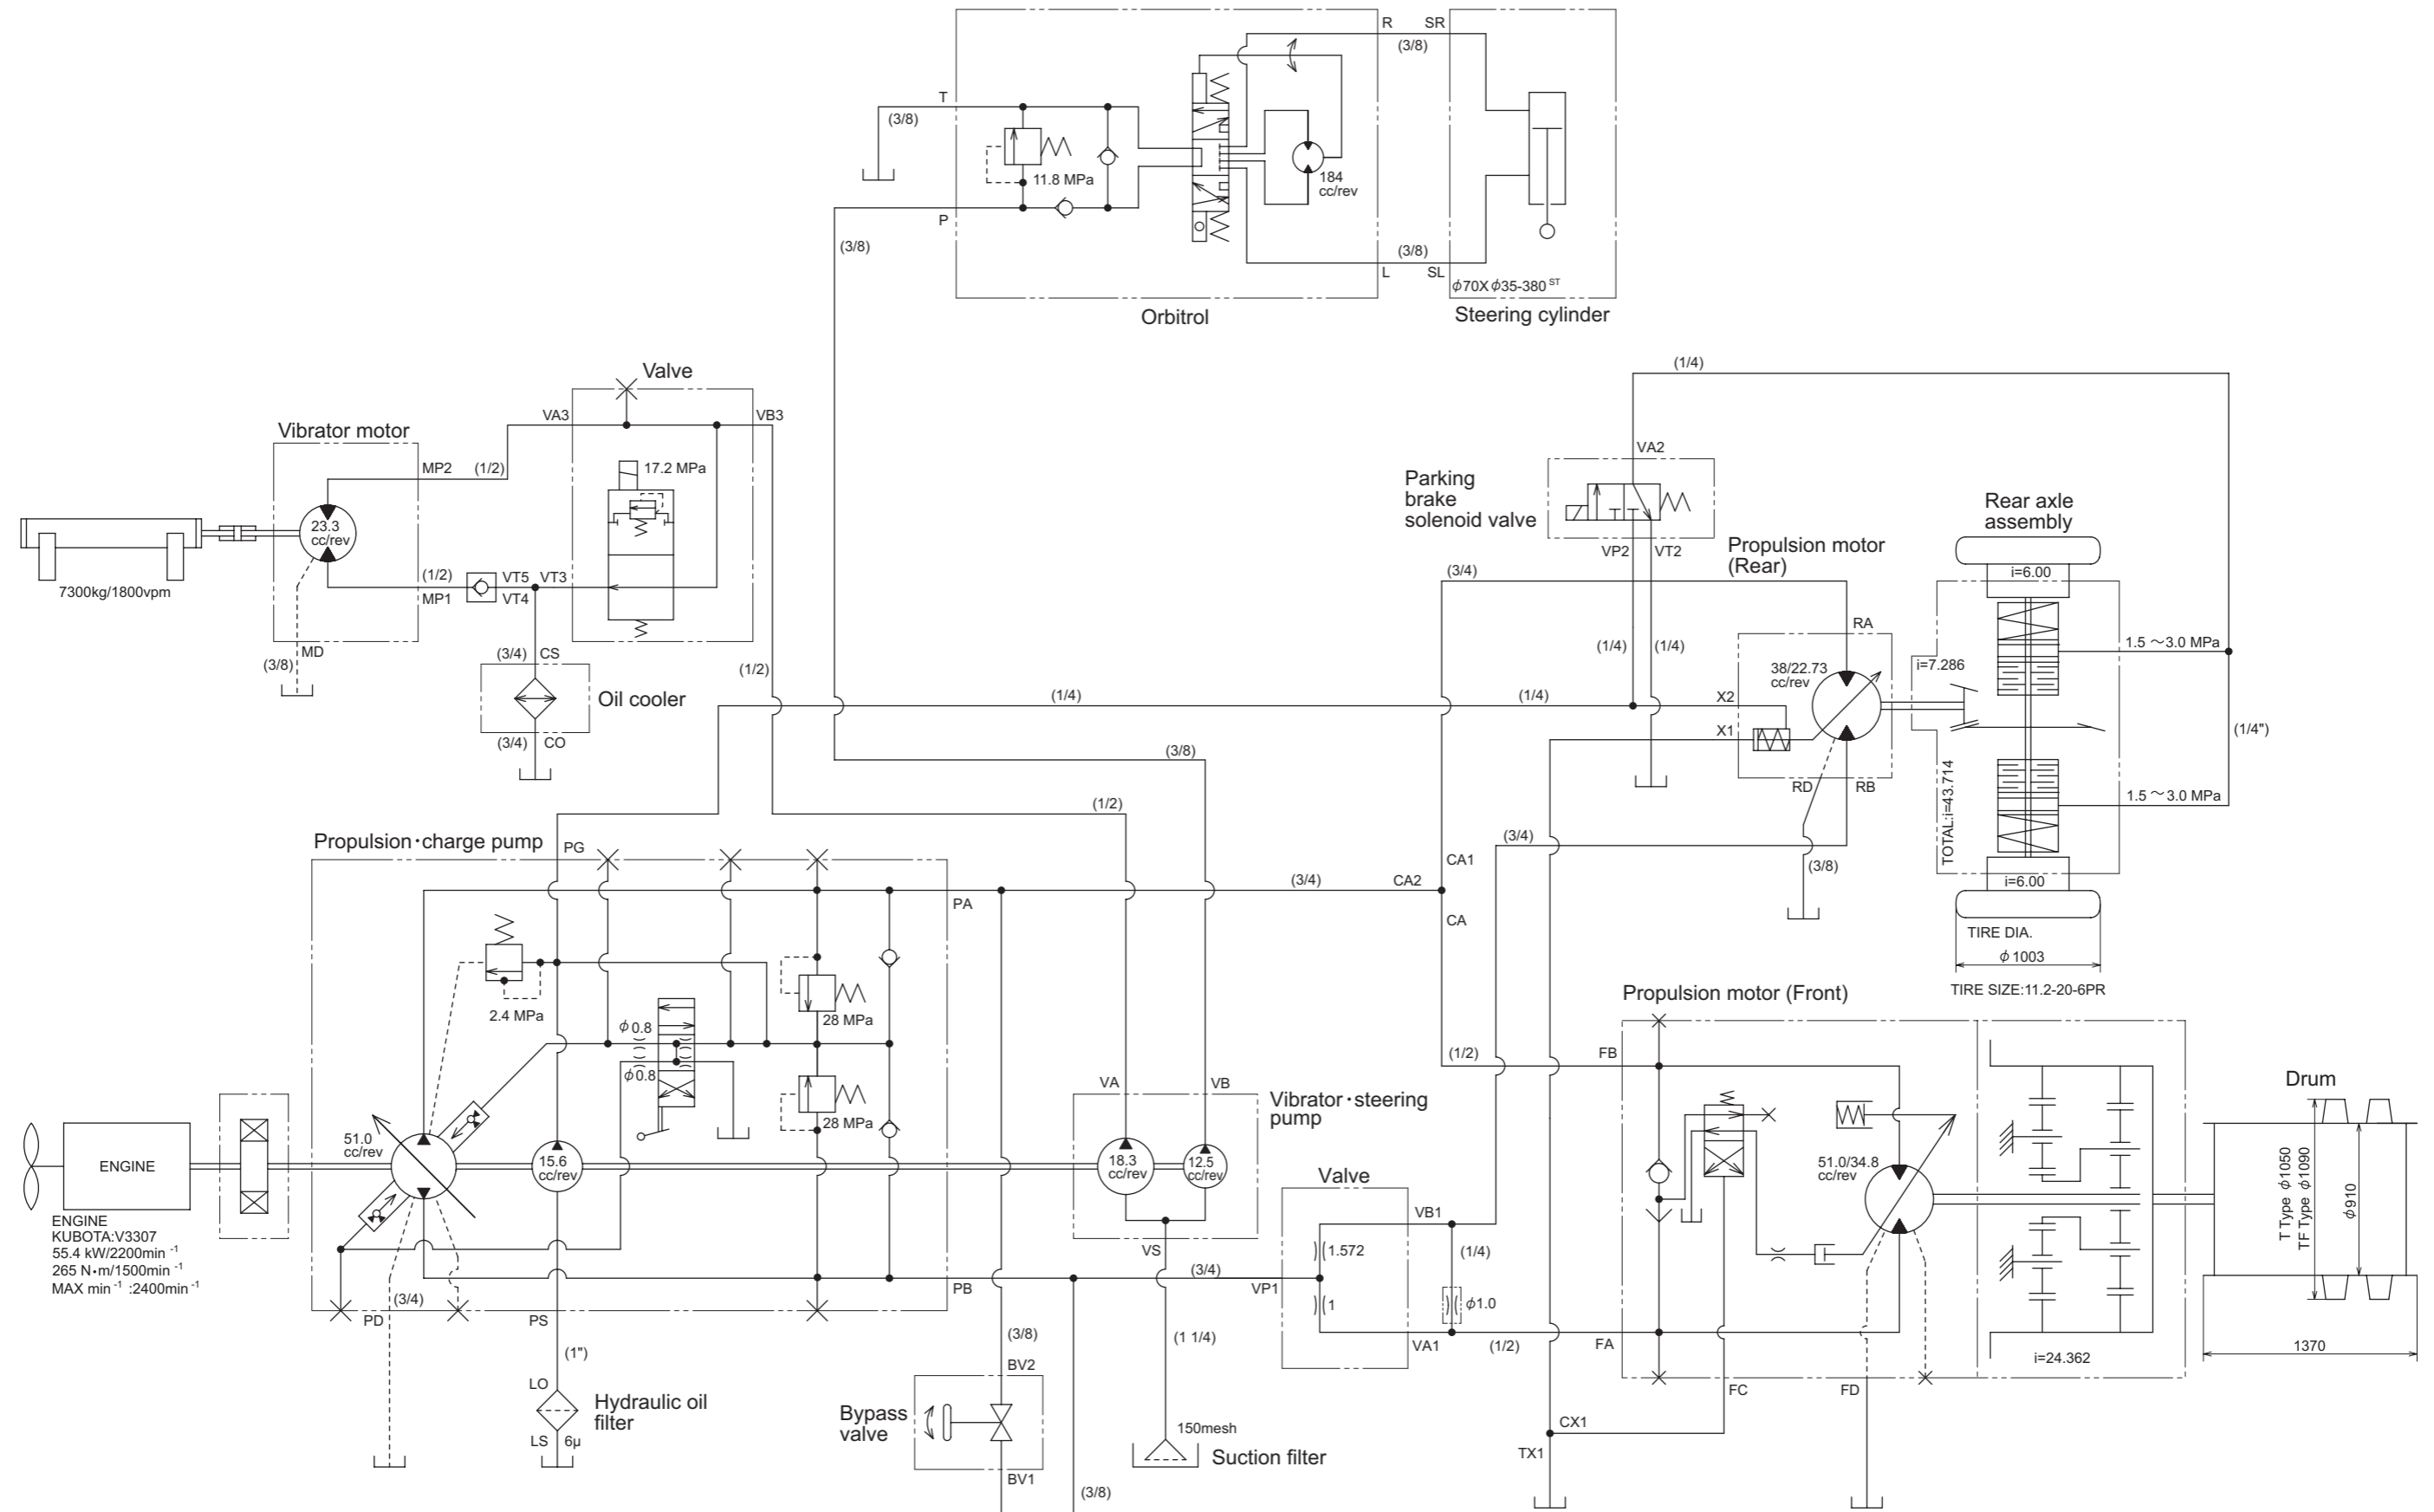 R
SR
(3/8)
T
(3/8)
11.8 MPa
184
cc/rev
P
(3/8)
(3/8)
L
SL
φ70Xφ35-380 ST
Orbitrol
Steering cylinder
(1/4)
Valve
VA3
VB3
Vibrator motor
MP2
(1/2)
17.2 MPa
23.3
cc/rev
(1/2)
VT5
VT3
MP1
VT4
7300kg/1800vpm
MD
(3/8)
(3/4)
CS
Oil cooler
(3/4)
CO
(1/2)
VA2
Parking
brake
solenoid valve
VP2
VT2
Rear axle
assembly
i=6.00
Propulsion motor
(Rear)
(3/4)
RA
(1/4)
(1/4)
38/22.73
cc/rev
i=7.286
1.5～3.0 MPa
(1/4)
(1/4)
X2
X1
(1/4")
(3/8)
RD
RB
TOTAL:i=43.714
1.5～3.0 MPa
(1/2)
(3/4)
(3/8)
i=6.00
TIRE DIA.
φ1003
TIRE SIZE:11.2-20-6PR
Propulsion・charge pump
PG
CA1
(3/4)
CA2
PA
CA
2.4 MPa
φ0.8
φ0.8
28 MPa
28 MPa
51.0
cc/rev
15.6
cc/rev
ENGINE
ENGINE
KUBOTA:V3307
55.4 kW/2200min -1
265 N・m/1500min -1
MAX min -1 :2400min -1
VA
VB
Vibrator・steering
pump
18.3
cc/rev
12.5
cc/rev
VS
(3/4)
PB
VP1
(3/4)
PD
PS
(1")
LO
Hydraulic oil
filter
LS
6μ
(3/8)
BV2
Bypass
valve
BV1
(3/8)
(1 1/4)
150mesh
Suction filter
Valve
VB1
1.572
(1/4)
1
φ1.0
VA1
(1/2)
FA
Propulsion motor (Front)
(1/2)
FB
51.0/34.8
cc/rev
FC
FD
CX1
TX1
i=24.362
Drum
T Type φ1050
TF Type φ1090
φ910
1370